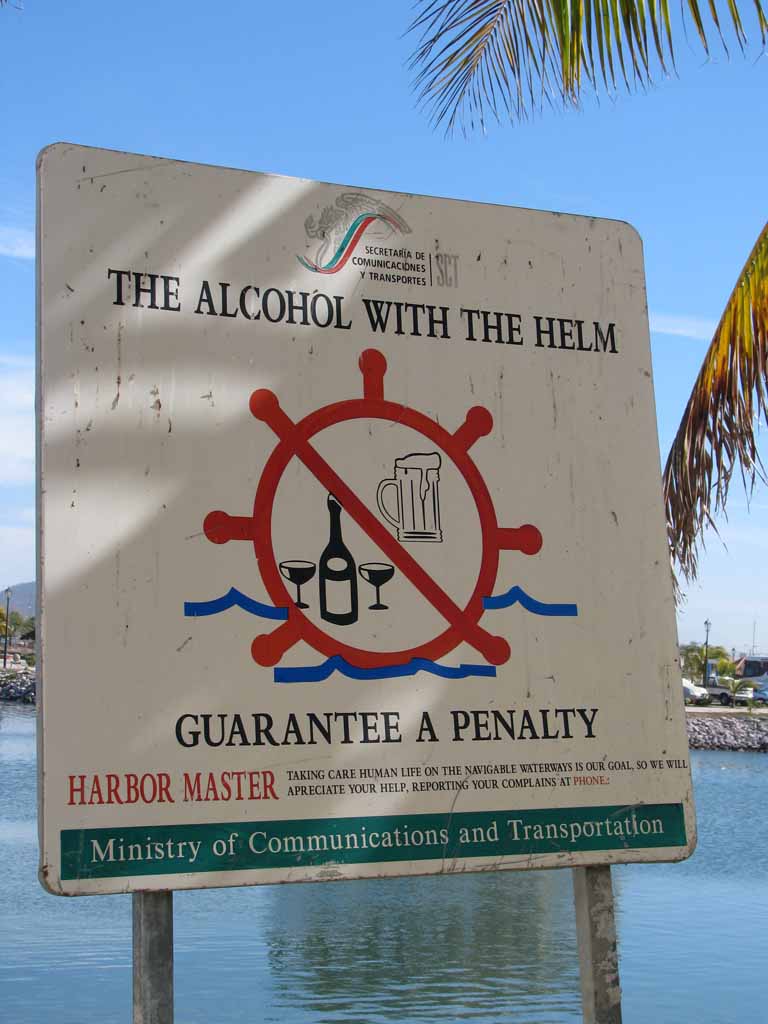 SECRETARÍA DE
COMUNICACIONES
Y TRANSPORTES
SCT
THE ALCOHOL WITH THE HELM
GUARANTEE A PENALTY
HARBOR MASTER
TAKING CARE HUMAN LIFE ON THE NAVIGABLE WATERWAYS IS OUR GOAL, SO WE WILL
APRECIATE YOUR HELP, REPORTING YOUR COMPLAINS AT PHONE.:
Ministry of Communications and Transportation